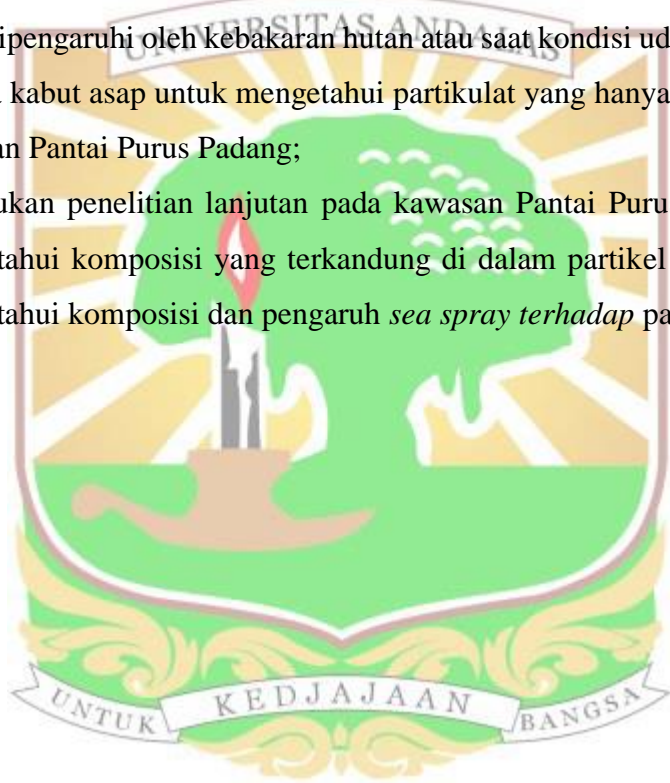 UNIVERSITAS ANDALAS
ipengaruhi oleh kebakaran hutan atau saat kondisi ud
kabut asap untuk mengetahui partikulat yang hanya
an Pantai Purus Padang;
ukan penelitian lanjutan pada kawasan Pantai Puru
tahui komposisi yang terkandung di dalam partikel
tahui komposisi dan pengaruh sea spray terhadap pa
UNTUK KEDJAJAAN BANGSA